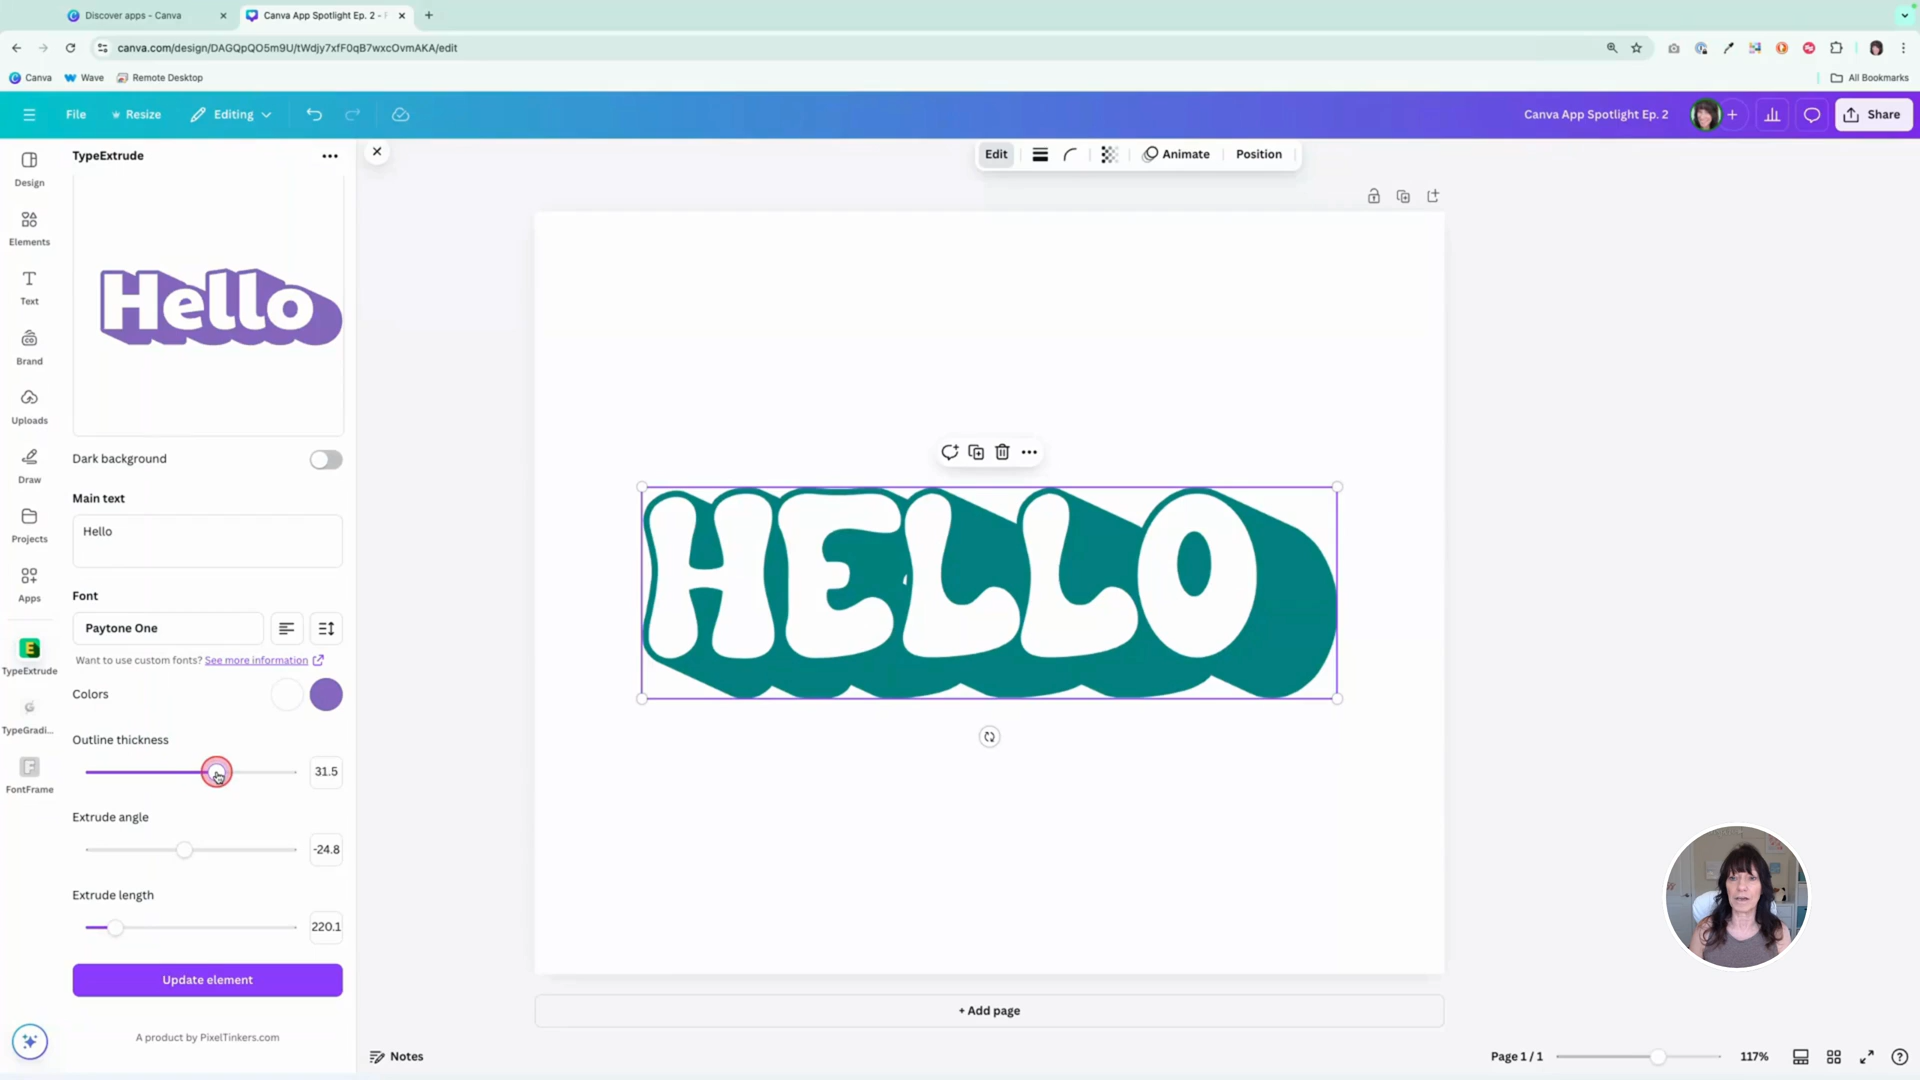 Discover apps - Canva
Canva App Spotlight Ep. 2 -
canva.com/design/DAGQpQO5m9U/tWdjy7xfF0qB7wxcOvmAKA/edit
Canva
Wave
Remote Desktop
All Bookmarks
File
Resize
Editing
Canva App Spotlight Ep. 2
Share
Design
Elements
Text
Brand
Uploads
Draw
Projects
Apps
TypeExtrude
TypeGradi...
FontFrame
TypeExtrude
Hello
Dark background
Main text
Hello
Font
Paytone One
Want to use custom fonts? See more information
Colors
Outline thickness
31.5
Extrude angle
-24.8
Extrude length
220.1
Update element
A product by PixelTinkers.com
Edit
Animate
Position
HELLO
+ Add page
Notes
Page 1 / 1
117%